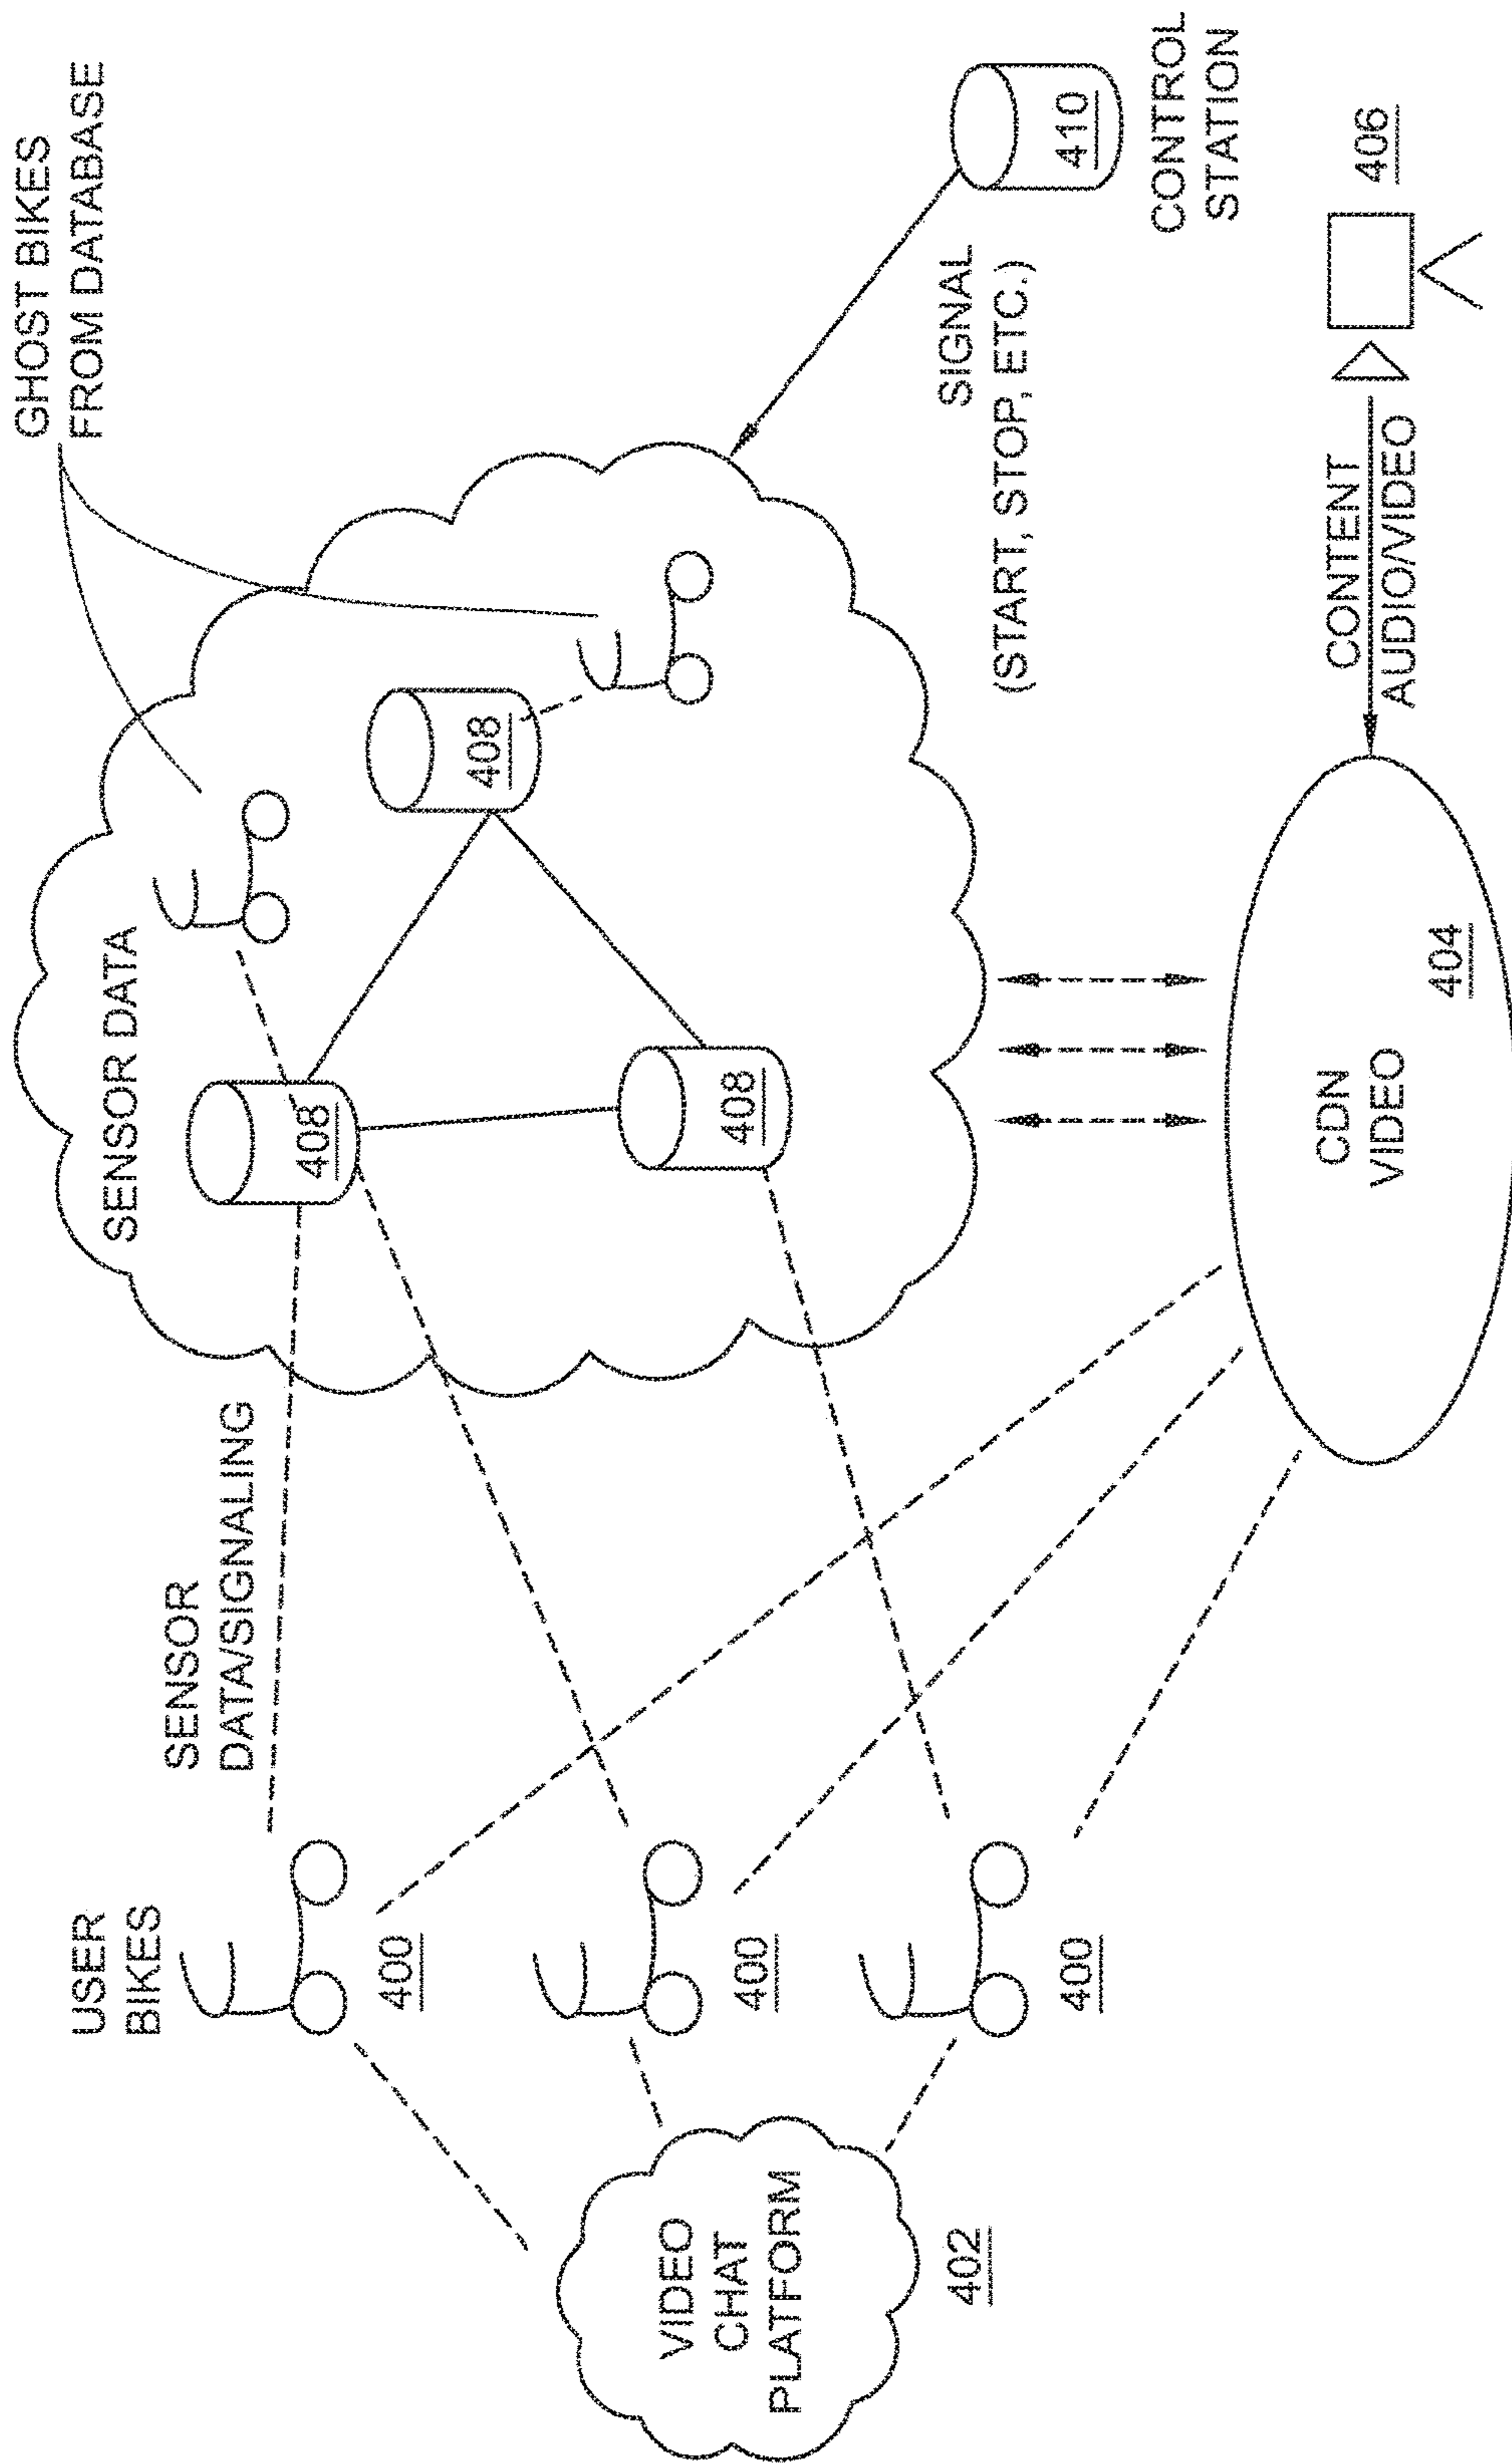 GHOST BIKES
FROM DATABASE
USER
BIKES
SENSOR
DATA/SIGNALING
SENSOR DATA
400
400
400
408
408
408
VIDEO
CHAT
PLATFORM
402
SIGNAL
(START, STOP, ETC.)
410
CONTROL
STATION
CDN
VIDEO
404
CONTENT
AUDIO/VIDEO
406